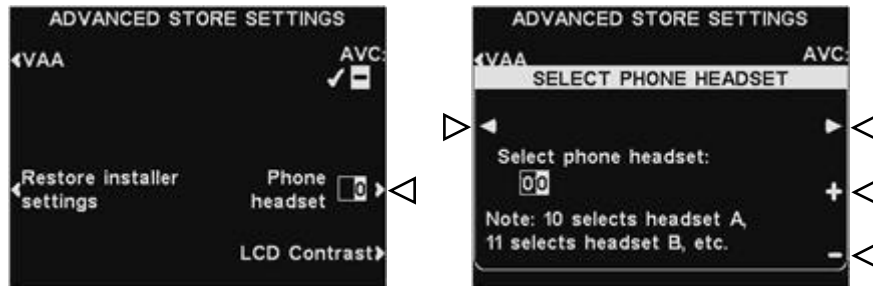 ADVANCED STORE SETTINGS
VAA
AVC:
✓ –
Restore installer
settings
Phone
headset 0
LCD Contrast
ADVANCED STORE SETTINGS
VAA
AVC:
SELECT PHONE HEADSET
Select phone headset:
00
+
Note: 10 selects headset A,
11 selects headset B, etc.
–